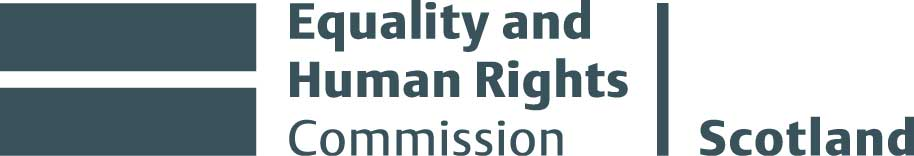 Equality and
Human Rights
Commission
Scotland